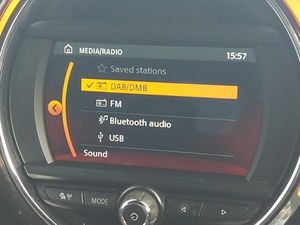 MEDIA/RADIO 15:57
Saved stations
DAB/DMB
FM
Bluetooth audio
USB
Sound
MODE